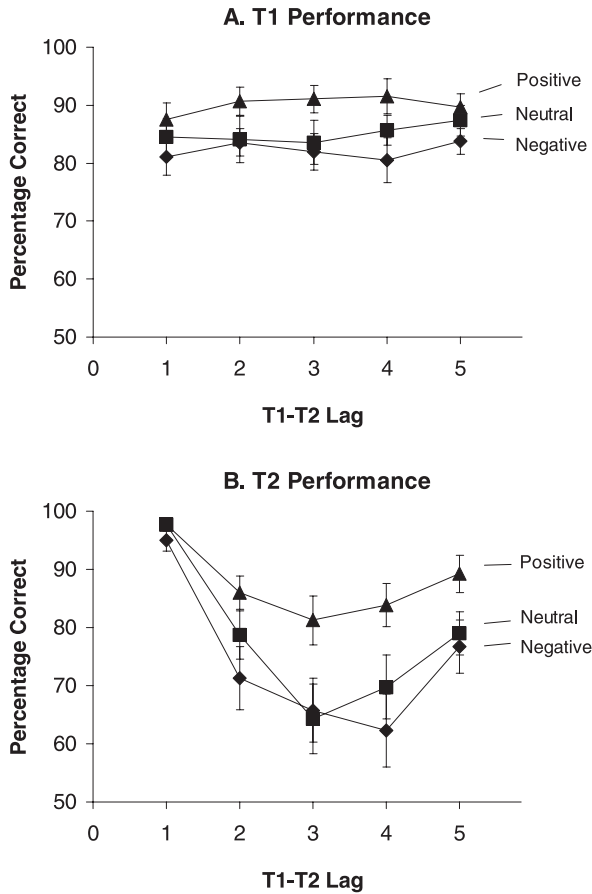 A. T1 Performance
100
90
80
70
60
50
Percentage Correct
Positive
Neutral
Negative
0 1 2 3 4 5
T1-T2 Lag
B. T2 Performance
100
90
80
70
60
50
Percentage Correct
Positive
Neutral
Negative
0 1 2 3 4 5
T1-T2 Lag